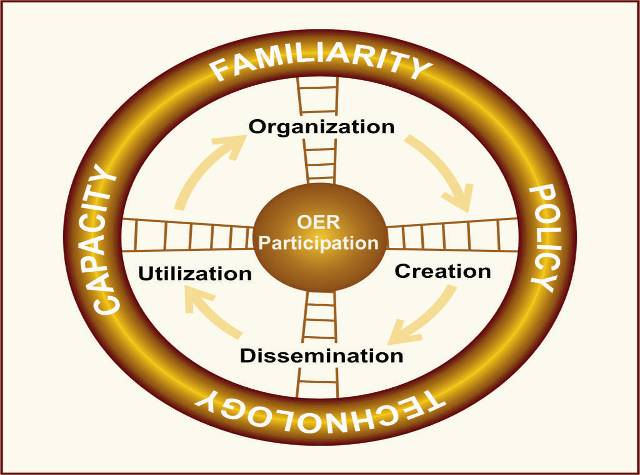 FAMILIARITY
Organization
CAPACITY
OER
Participation
POLICY
Utilization
Creation
Dissemination
TECHNOLOGY